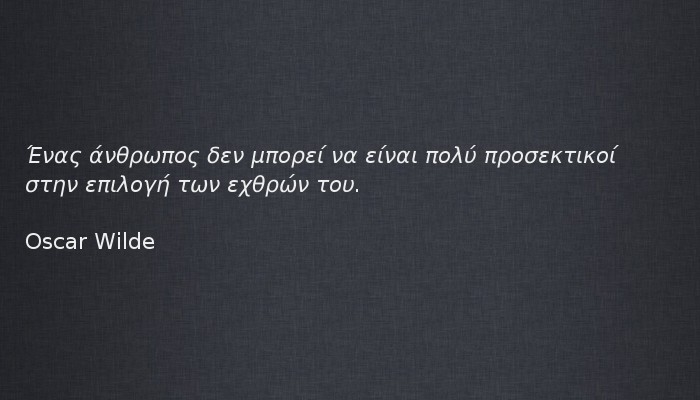 Ένας άνθρωπος δεν μπορεί να είναι πολύ προσεκτικοί
στην επιλογή των εχθρών του.
Oscar Wilde